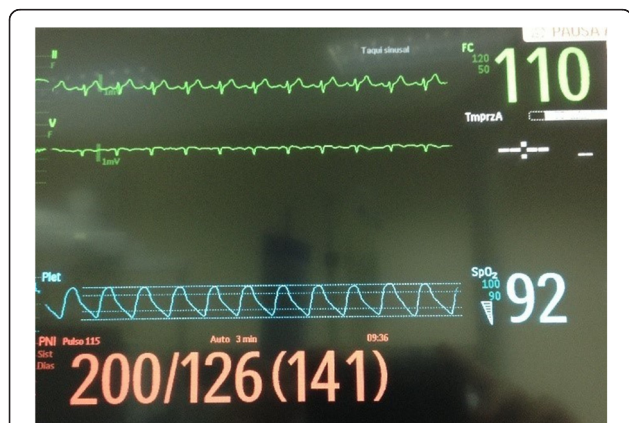 PAUSA
II
Taqui sinusal
FC
120
50
110
1mV
TmprzA
V
F
1mV
--:--
--
Plet
SpO2
100
90
92
PNI Pulso 115 Auto 3 min 09:36
Sist
Dias
200/126 (141)